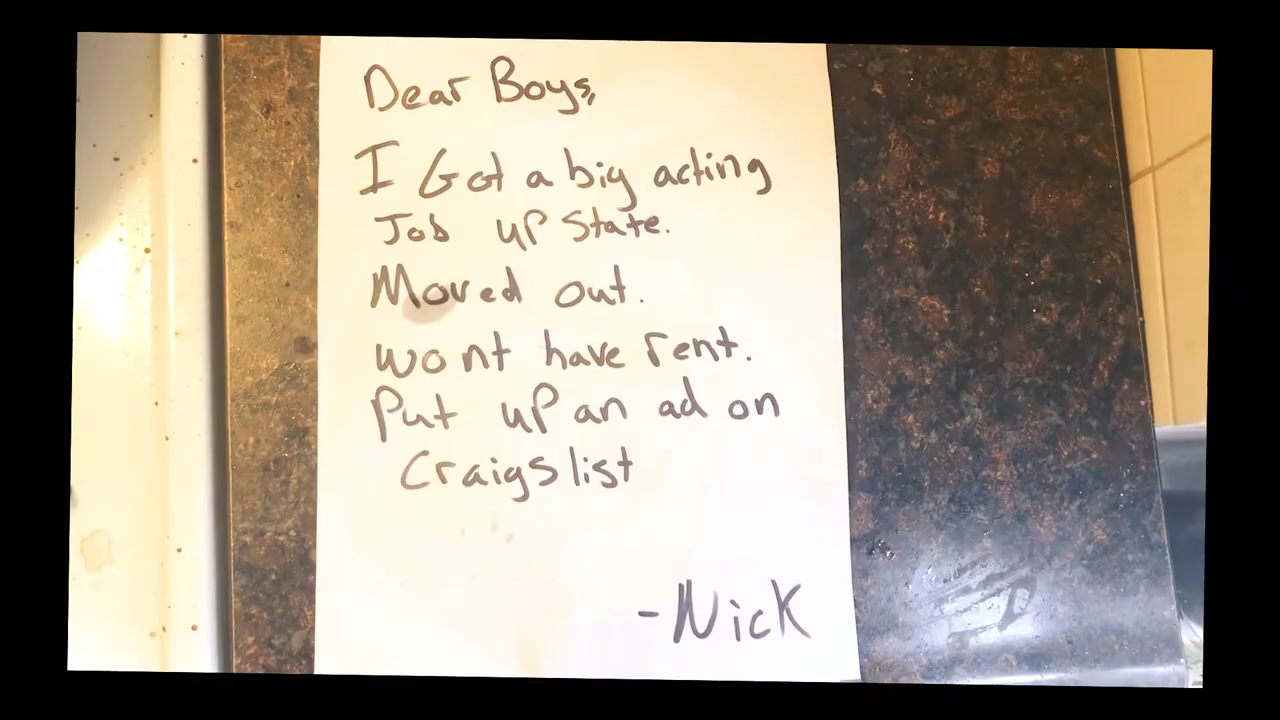 Dear Boys,
I Got a big acting
Job up state.
Moved out.
wont have rent.
Put up an ad on
Craigslist
-Nick